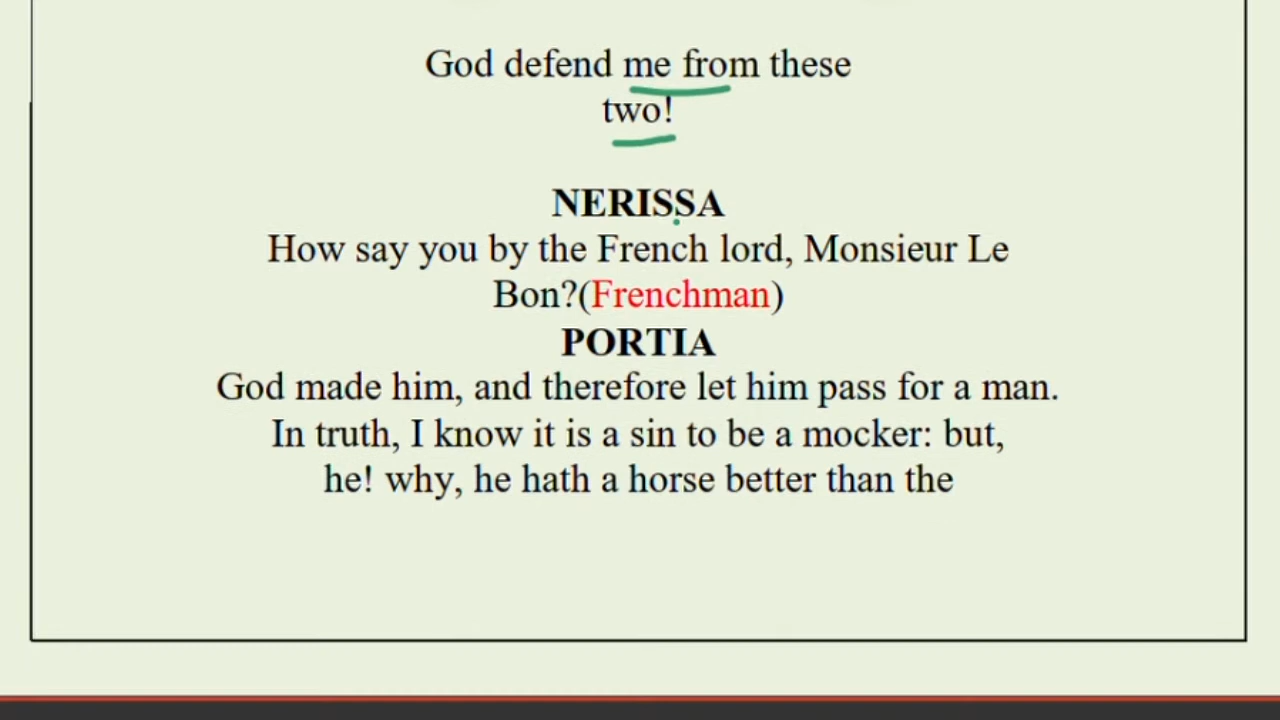 God defend me from these
two!
NERISSA
How say you by the French lord, Monsieur Le
Bon?(Frenchman)
PORTIA
God made him, and therefore let him pass for a man.
In truth, I know it is a sin to be a mocker: but,
he! why, he hath a horse better than the